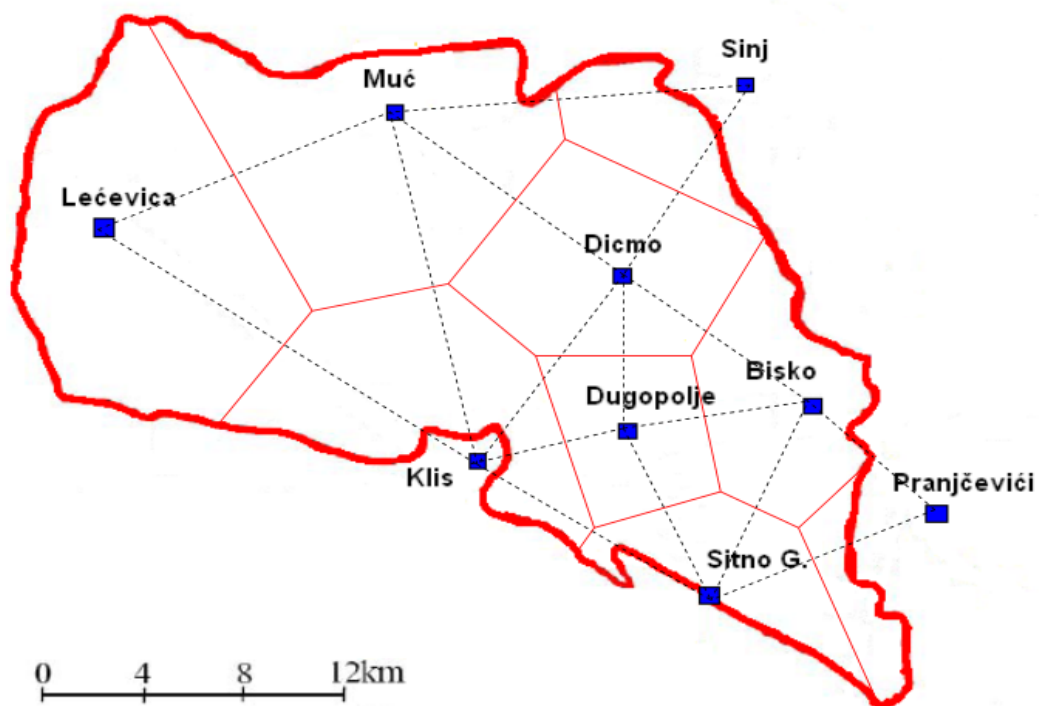 Sinj
Muć
Lećevica
Dicmo
Bisko
Dugopolje
Klis
Pranjčevići
Sitno G.
0 4 8 12km